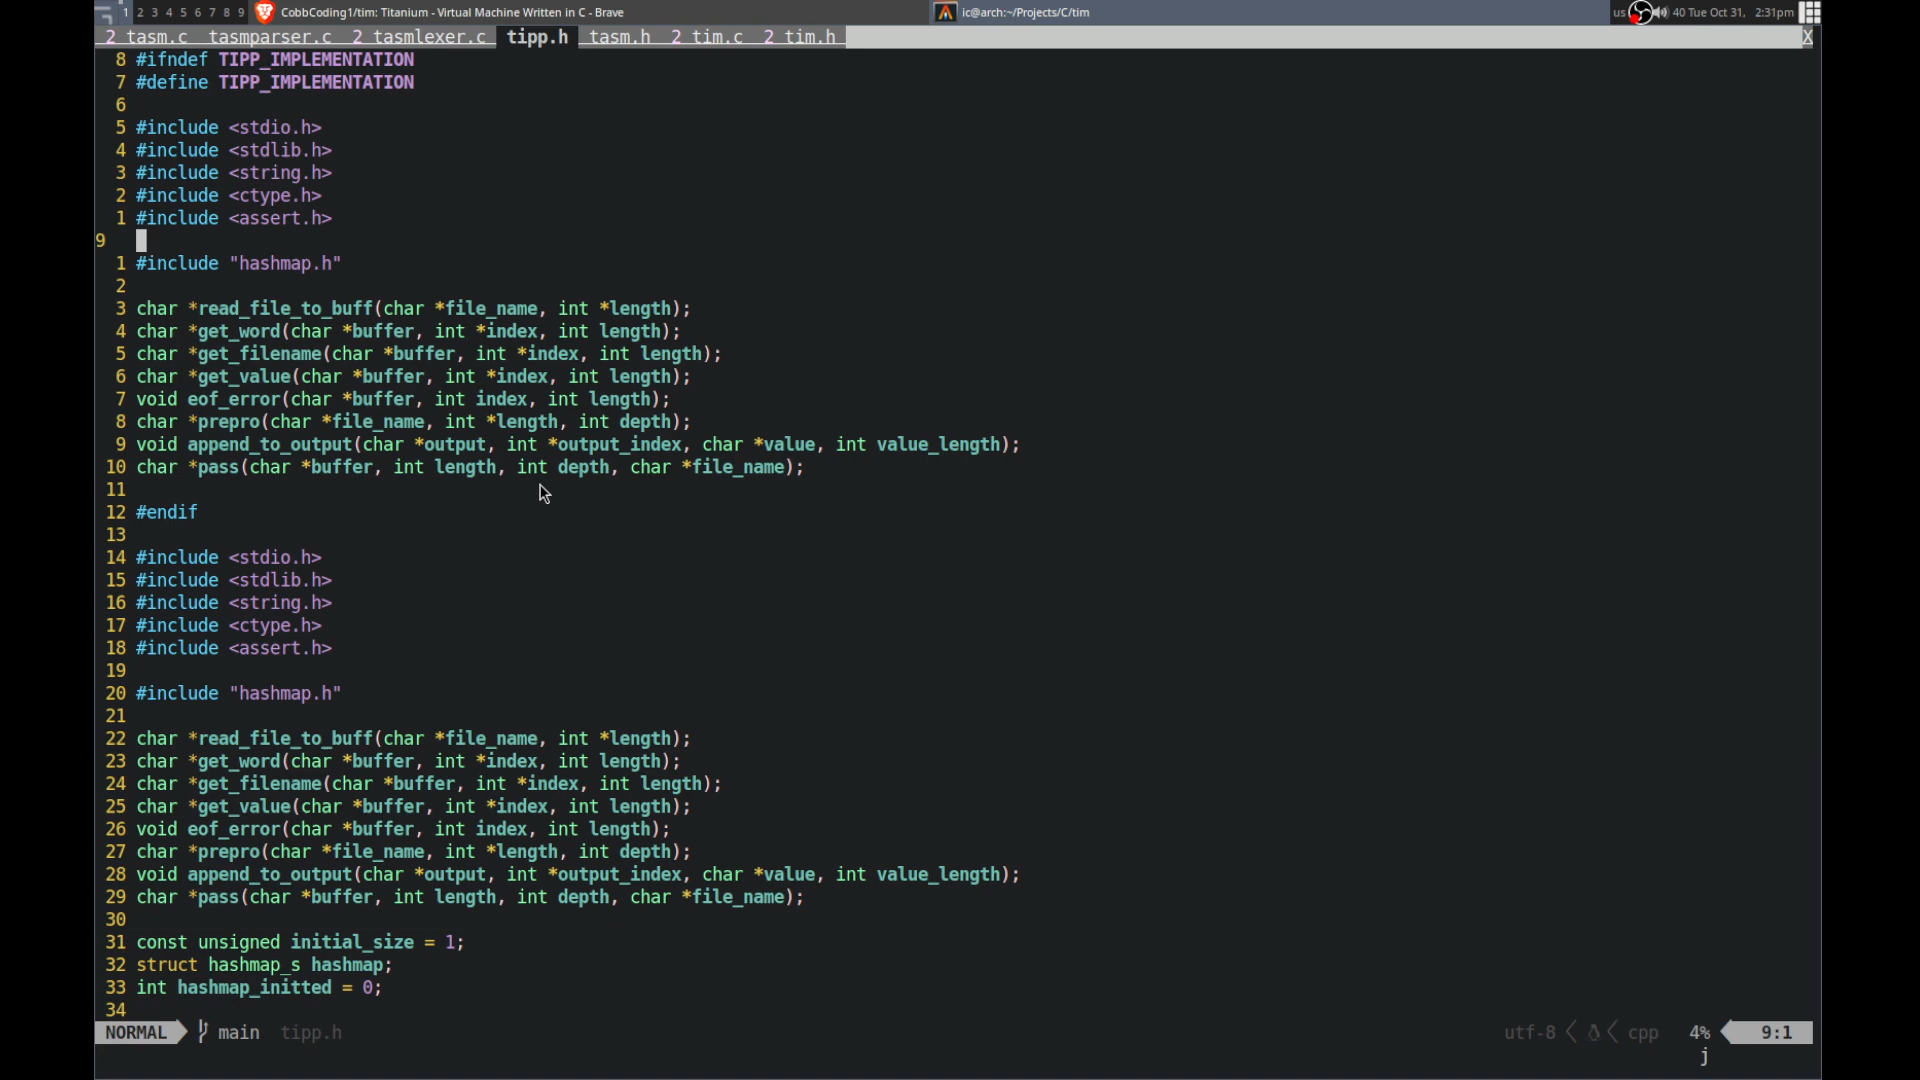 1 2 3 4 5 6 7 8 9 CobbCoding1/tim: Titanium - Virtual Machine Written in C - Brave ic@arch:~/Projects/C/tim us 40 Tue Oct 31, 2:31pm
2 tasm.c tasmparser.c 2 tasmlexer.c tipp.h tasm.h 2 tim.c 2 tim.h X
8 #ifndef TIPP_IMPLEMENTATION
7 #define TIPP_IMPLEMENTATION
6
5 #include <stdio.h>
4 #include <stdlib.h>
3 #include <string.h>
2 #include <ctype.h>
1 #include <assert.h>
9
1 #include "hashmap.h"
2
3 char *read_file_to_buff(char *file_name, int *length);
4 char *get_word(char *buffer, int *index, int length);
5 char *get_filename(char *buffer, int *index, int length);
6 char *get_value(char *buffer, int *index, int length);
7 void eof_error(char *buffer, int index, int length);
8 char *prepro(char *file_name, int *length, int depth);
9 void append_to_output(char *output, int *output_index, char *value, int value_length);
10 char *pass(char *buffer, int length, int depth, char *file_name);
11
12 #endif
13
14 #include <stdio.h>
15 #include <stdlib.h>
16 #include <string.h>
17 #include <ctype.h>
18 #include <assert.h>
19
20 #include "hashmap.h"
21
22 char *read_file_to_buff(char *file_name, int *length);
23 char *get_word(char *buffer, int *index, int length);
24 char *get_filename(char *buffer, int *index, int length);
25 char *get_value(char *buffer, int *index, int length);
26 void eof_error(char *buffer, int index, int length);
27 char *prepro(char *file_name, int *length, int depth);
28 void append_to_output(char *output, int *output_index, char *value, int value_length);
29 char *pass(char *buffer, int length, int depth, char *file_name);
30
31 const unsigned initial_size = 1;
32 struct hashmap_s hashmap;
33 int hashmap_initted = 0;
34
NORMAL main tipp.h utf-8 cpp 4% 9:1
j